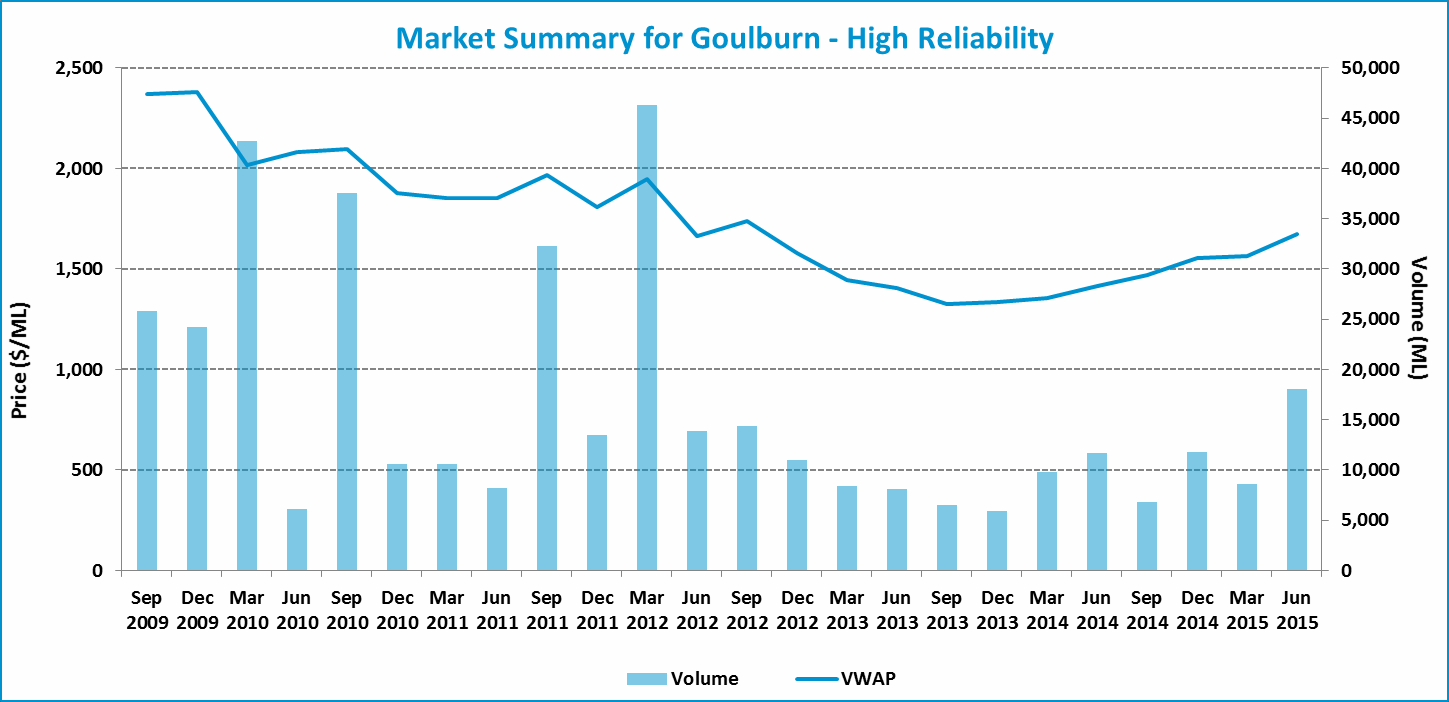 Market Summary for Goulburn - High Reliability
2,500
2,000
1,500
1,000
500
0
Price ($/ML)
50,000
45,000
40,000
35,000
30,000
25,000
20,000
15,000
10,000
5,000
0
Volume (ML)
Sep Dec Mar Jun Sep Dec Mar Jun Sep Dec Mar Jun Sep Dec Mar Jun Sep Dec Mar Jun Sep Dec Mar Jun
2009 2009 2010 2010 2010 2010 2011 2011 2011 2011 2012 2012 2012 2012 2013 2013 2013 2013 2014 2014 2014 2014 2015 2015
Volume VWAP